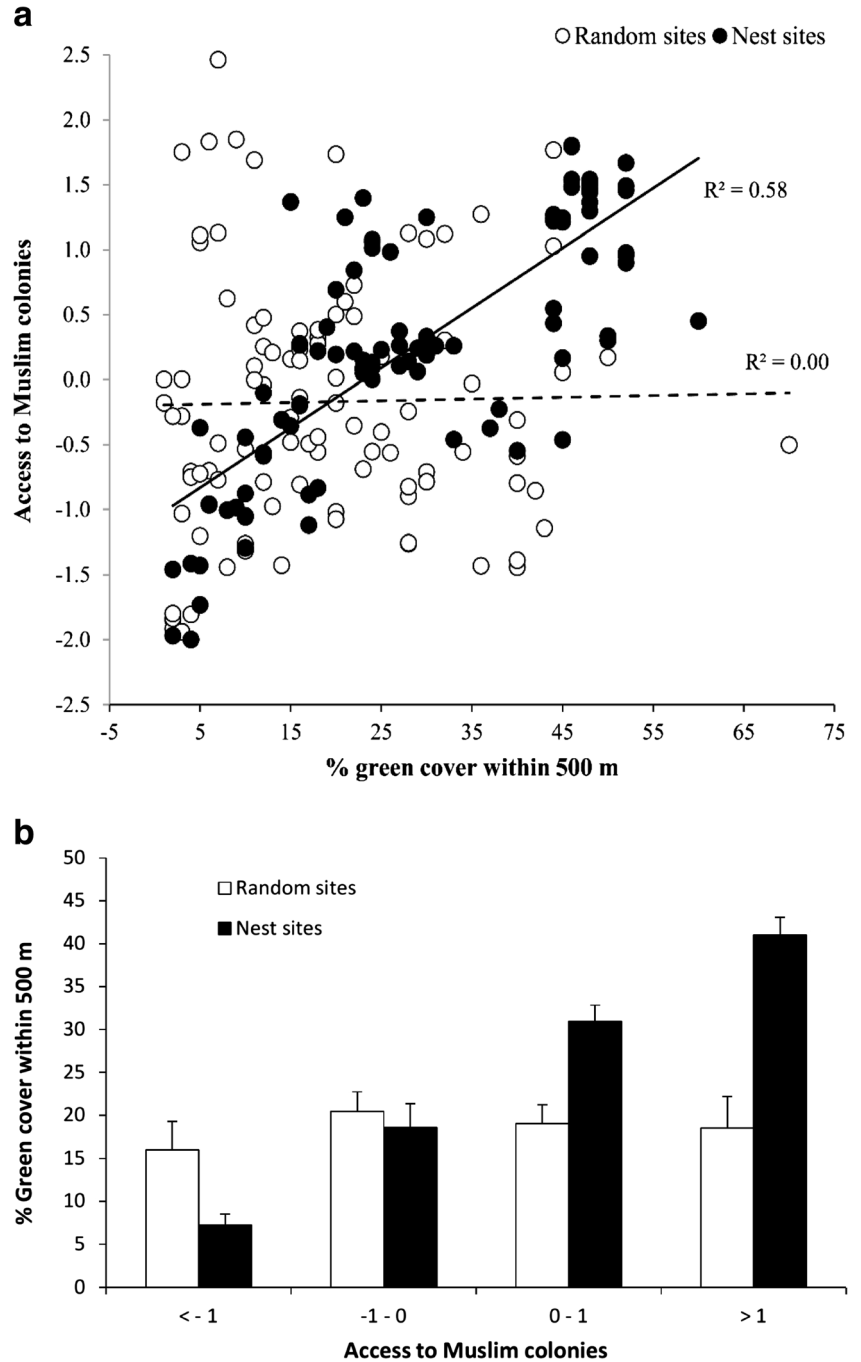 a
Random sites Nest sites
2.5
2.0
1.5
1.0
0.5
0.0
-0.5
-1.0
-1.5
-2.0
-2.5
Access to Muslim colonies
R² = 0.58
R² = 0.00
-5 5 15 25 35 45 55 65 75
% green cover within 500 m
b
50
45
40
35
30
25
20
15
10
5
0
% Green cover within 500 m
Random sites
Nest sites
< - 1 -1 - 0 0 - 1 > 1
Access to Muslim colonies